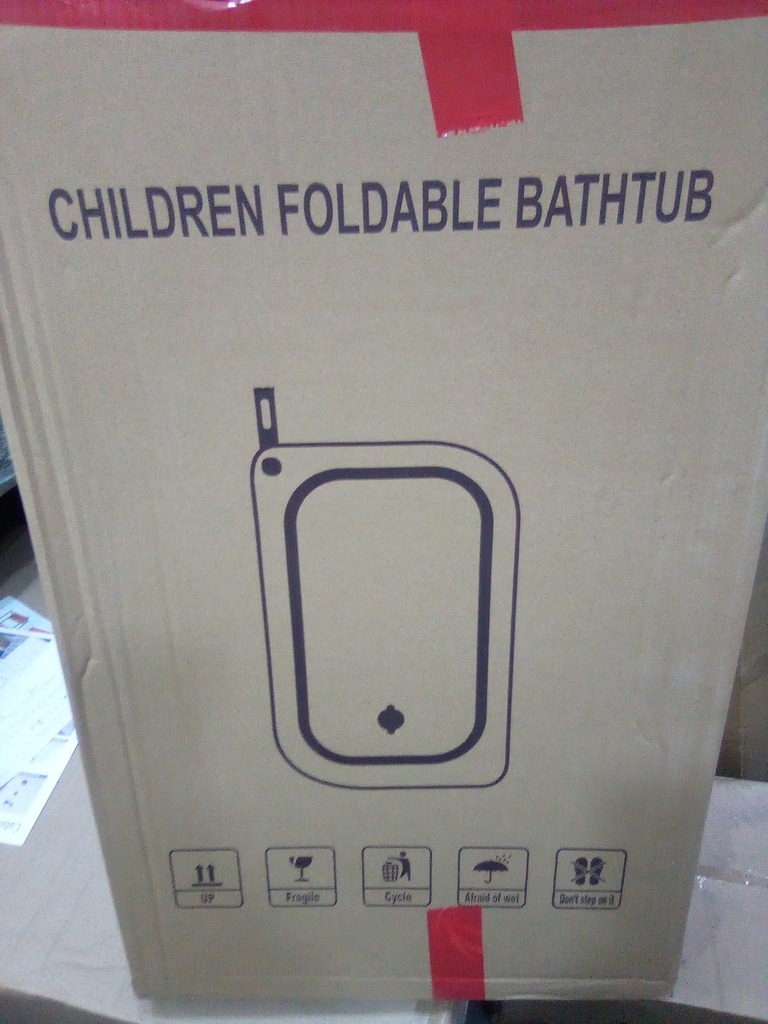 CHILDREN FOLDABLE BATHTUB
UP
Fragile
Cycle
Afraid of wet
Don't step on it